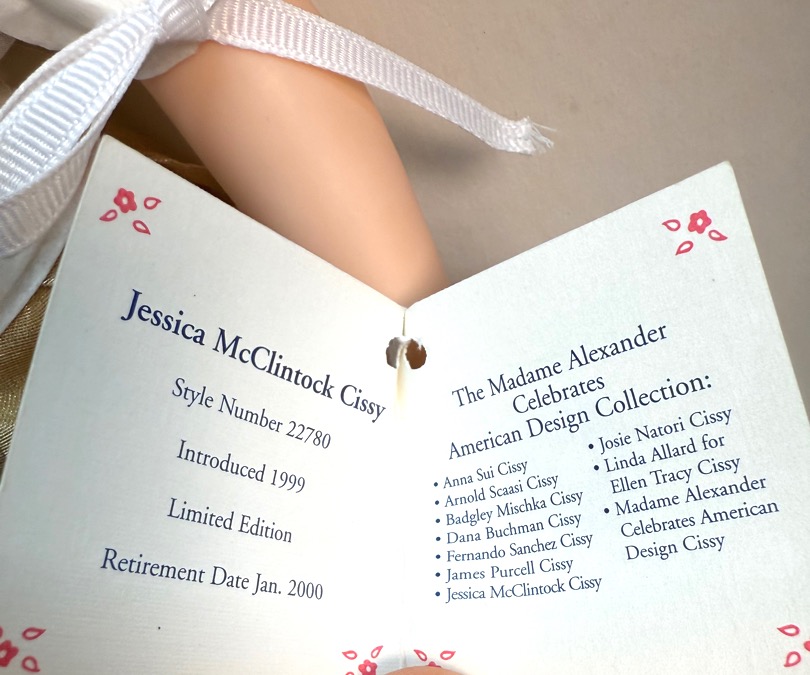 Jessica McClintock Cissy
Style Number 22780
Introduced 1999
Limited Edition
Retirement Date Jan. 2000
The Madame Alexander
Celebrates
American Design Collection:
• Anna Sui Cissy
• Arnold Scaasi Cissy
• Badgley Mischka Cissy
• Dana Buchman Cissy
• Fernando Sanchez Cissy
• James Purcell Cissy
• Jessica McClintock Cissy
• Josie Natori Cissy
• Linda Allard for
Ellen Tracy Cissy
• Madame Alexander
Celebrates American
Design Cissy